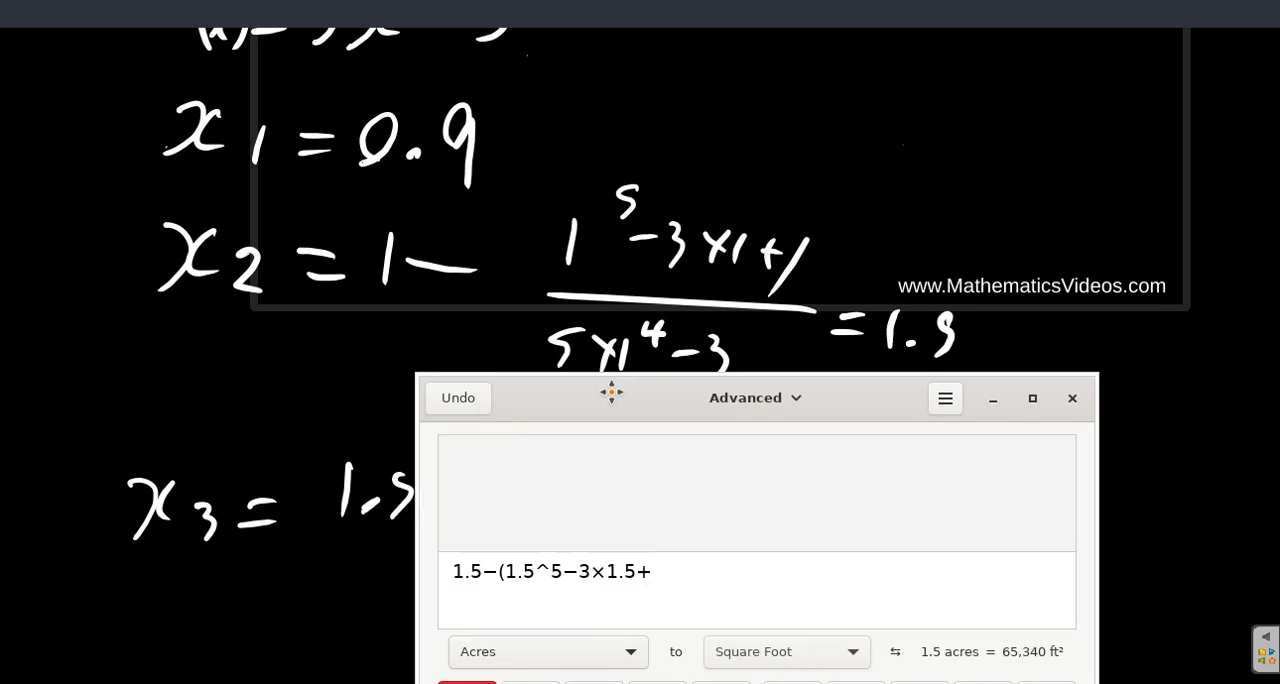 x1 = 0.9
x2 = 1 - 1^5 - 3 × 1 + 1
www.MathematicsVideos.com
5 × 1^4 - 3 = 1.5
Undo Advanced
x3 = 1.5
1.5−(1.5^5−3×1.5+
Acres to Square Foot 1.5 acres = 65,340 ft²